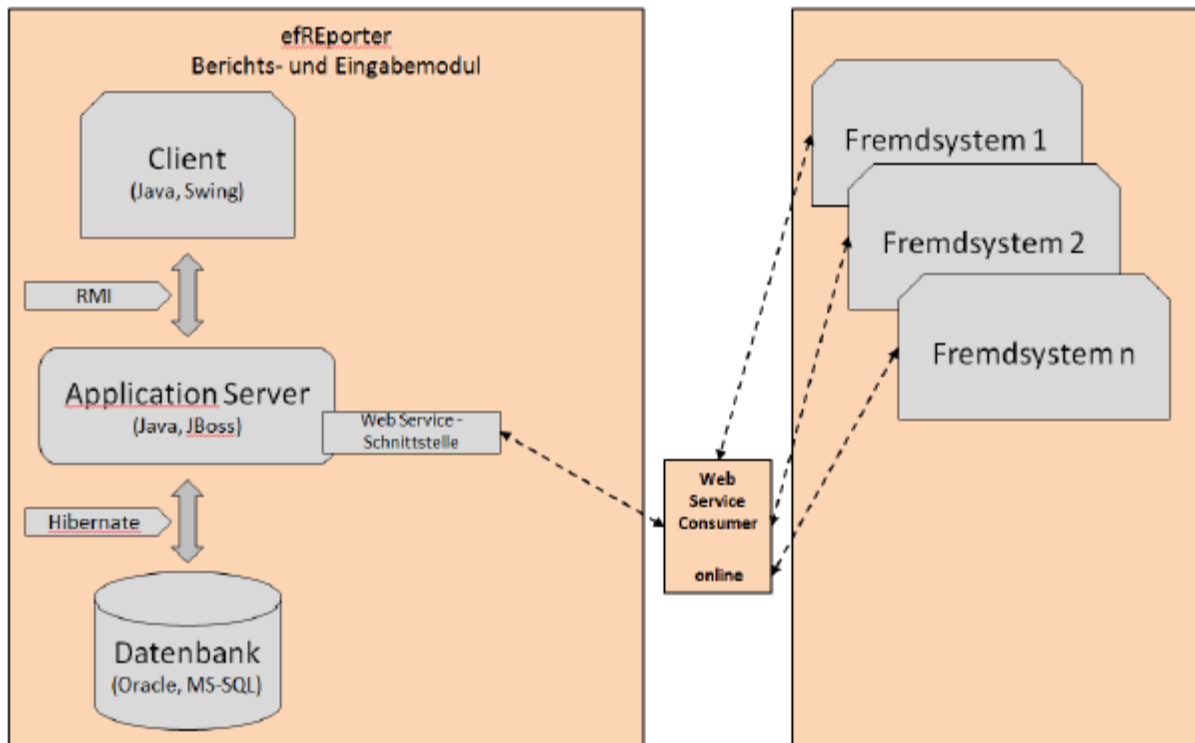 efREporter
Berichts- und Eingabemodul
Client
(Java, Swing)
RMI
Application Server
(Java, JBoss)
Web Service -
Schnittstelle
Hibernate
Datenbank
(Oracle, MS-SQL)
Web
Service
Consumer
online
Fremdsystem 1
Fremdsystem 2
Fremdsystem n